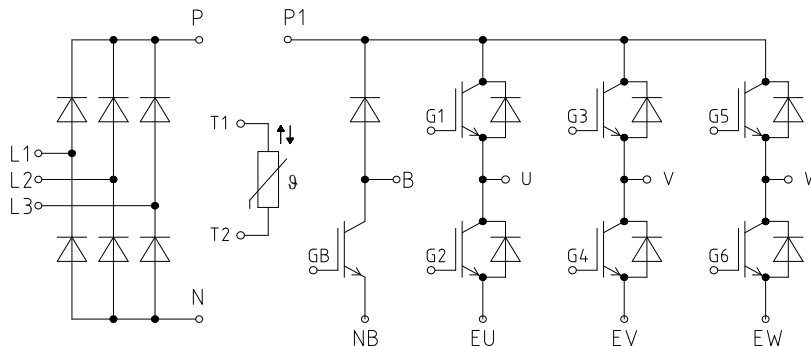 P P1
G1 G3 G5
T1
L1
L2 B U V
L3
ϑ
T2
GB G2 G4 G6
N
NB EU EV EW